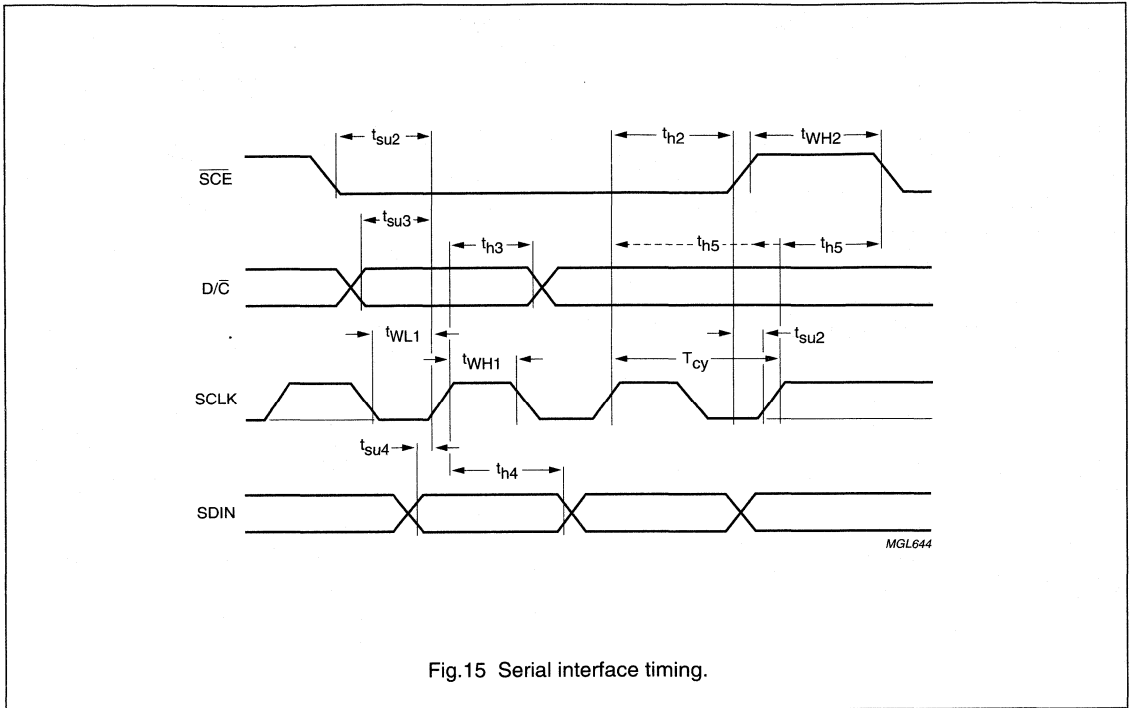 tsu2 th2 tWH2
SCE
tsu3 th3 th5 th5
D/C
tWL1 tWH1 Tcy tsu2
SCLK
tsu4 th4
SDIN
MGL644
Fig.15 Serial interface timing.